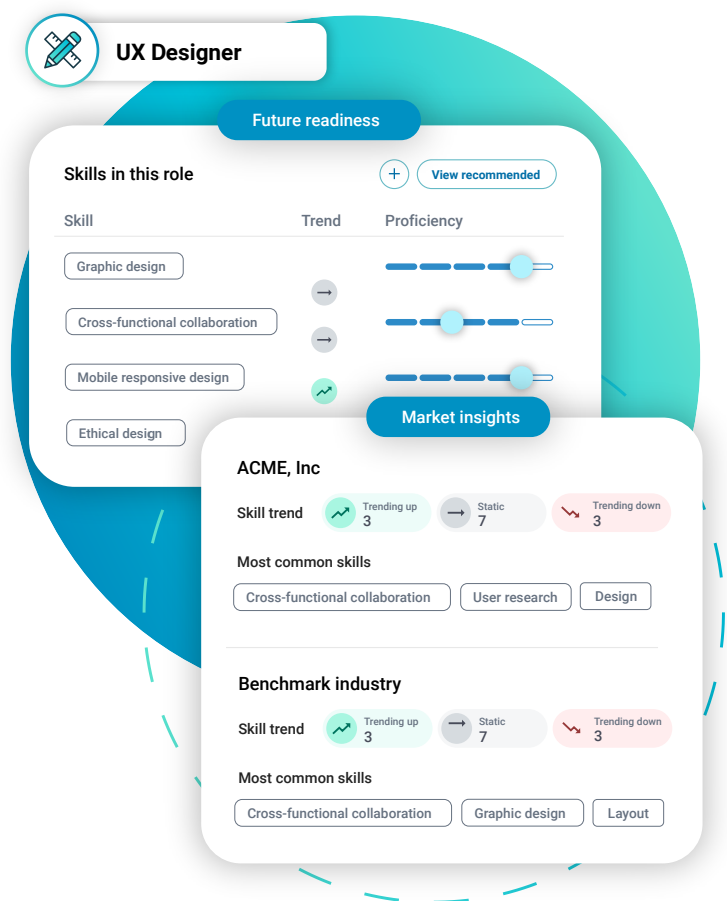 UX Designer
Future readiness
Skills in this role
View recommended
Skill Trend Proficiency
Graphic design
Cross-functional collaboration
Mobile responsive design
Ethical design
Market insights
ACME, Inc
Skill trend
Trending up
3
Static
7
Trending down
3
Most common skills
Cross-functional collaboration
User research
Design
Benchmark industry
Skill trend
Trending up
3
Static
7
Trending down
3
Most common skills
Cross-functional collaboration
Graphic design
Layout